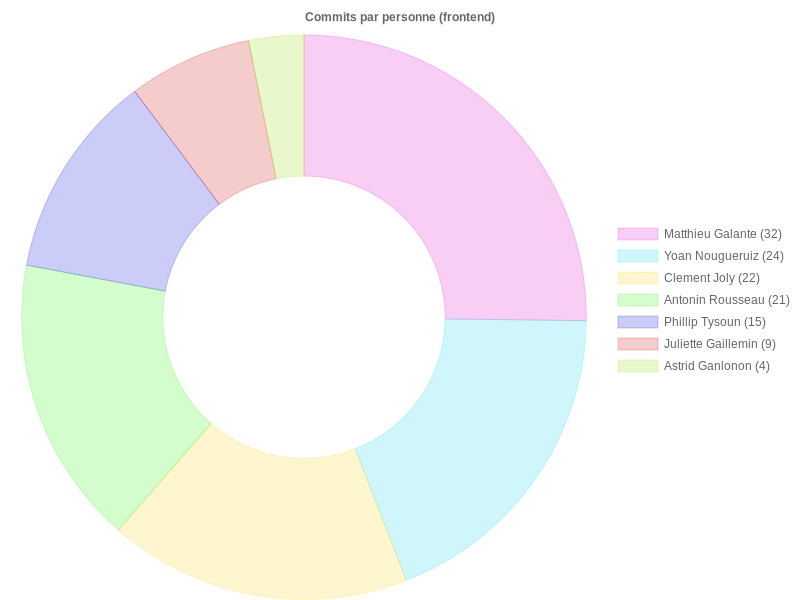 Commits par personne (frontend)
Matthieu Galante (32)
Yoan Nougueruiz (24)
Clement Joly (22)
Antonin Rousseau (21)
Phillip Tysoun (15)
Juliette Gaillemin (9)
Astrid Ganlonon (4)